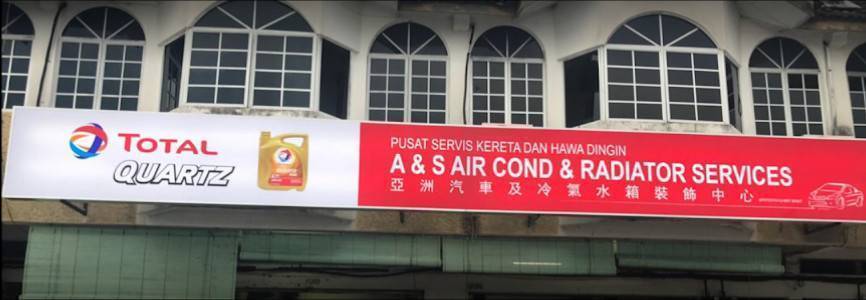 TOTAL
QUARTZ
PUSAT SERVIS KERETA DAN HAWA DINGIN
A & S AIR COND & RADIATOR SERVICES
亞洲汽車及冷氣水箱裝飾中心